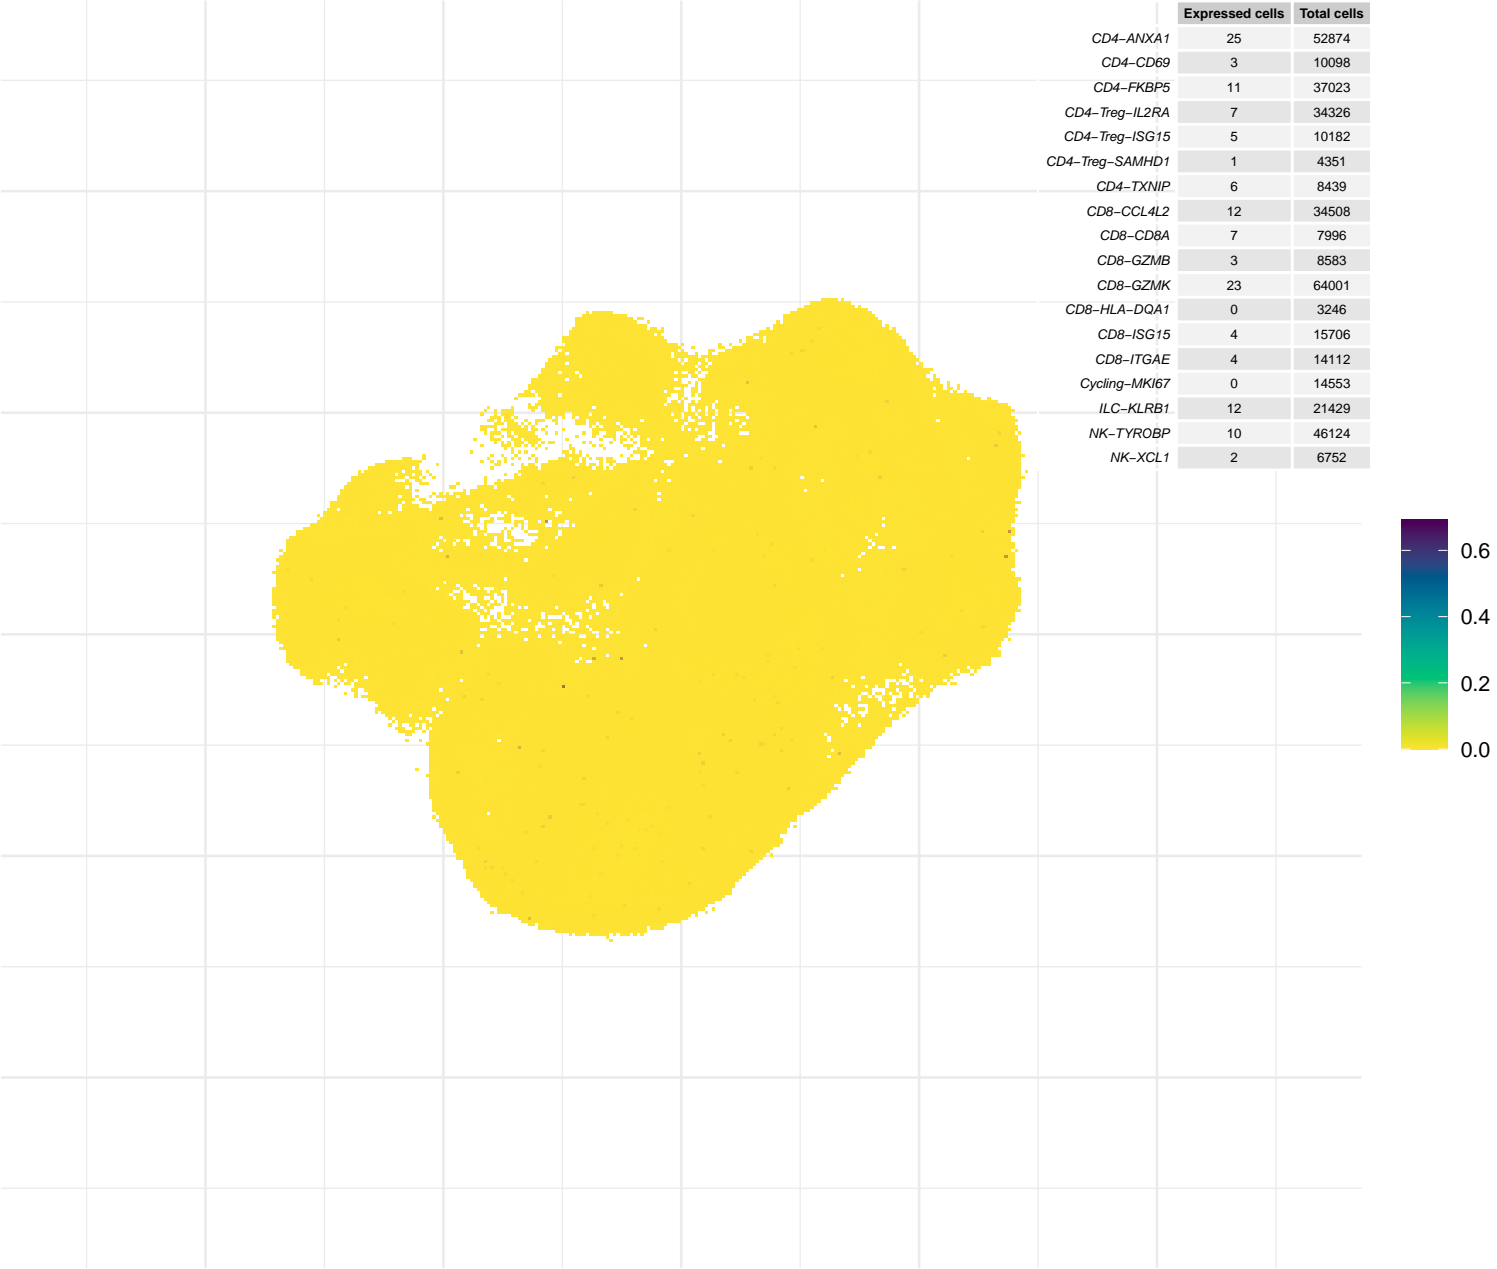 Expressed cells Total cells
CD4−ANXA1 25 52874
CD4−CD69 3 10098
CD4−FKBP5 11 37023
CD4−Treg−IL2RA 7 34326
CD4−Treg−ISG15 5 10182
CD4−Treg−SAMHD1 1 4351
CD4−TXNIP 6 8439
CD8−CCL4L2 12 34508
CD8−CD8A 7 7996
CD8−GZMB 3 8583
CD8−GZMK 23 64001
CD8−HLA−DQA1 0 3246
CD8−ISG15 4 15706
CD8−ITGAE 4 14112
Cycling−MKI67 0 14553
ILC−KLRB1 12 21429
NK−TYROBP 10 46124
NK−XCL1 2 6752
0.6
0.4
0.2
0.0